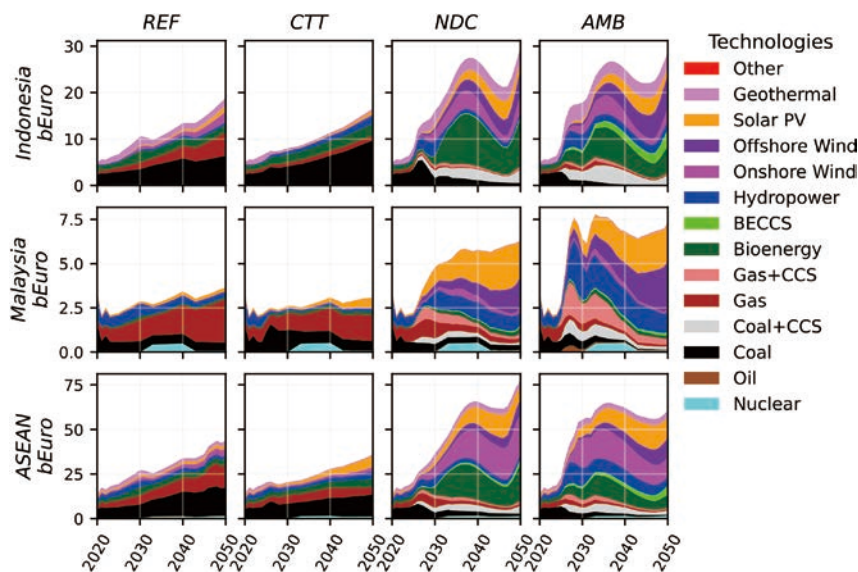 REF CTT NDC AMB
Indonesia
bEuro
30
20
10
0
Malaysia
bEuro
7.5
5.0
2.5
0.0
ASEAN
bEuro
75
50
25
0
2020 2030 2040 2050 2020 2030 2040 2050 2020 2030 2040 2050 2020 2030 2040 2050
Technologies
Other
Geothermal
Solar PV
Offshore Wind
Onshore Wind
Hydropower
BECCS
Bioenergy
Gas+CCS
Gas
Coal+CCS
Coal
Oil
Nuclear